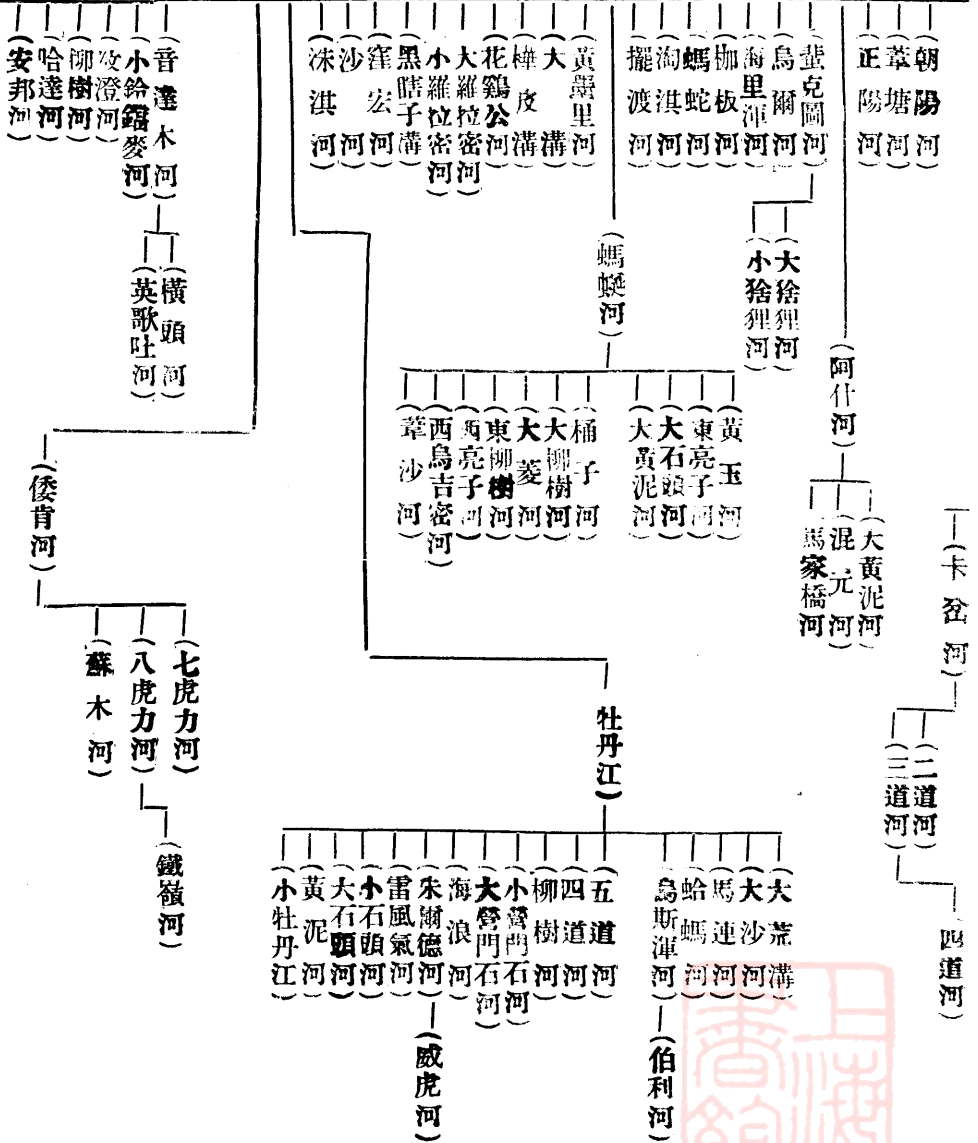 （朝陽河）
（葦塘河）
（正陽河）
（阿什河）
（大黃泥河
（混元河）
（馬家橋河
（蜚克圖河）
（大猞狸河）
（小猞狸河）
（烏爾河）
（海里渾河）
（枷板河）
（螞蛇河）
（淘淇河）
（擺渡河）
（螞蜒河）
（黃玉河）
（東亮子河）
（大石頭河）
（大黃泥河）
（桶子河）
（大柳樹河）
（大菱河）
（東柳樹河）
（西亮子河）
（西烏吉密河）
（葦沙河）
（黃魯里河）
（大溝）
（樺皮溝）
（花鷄公河）
（大羅拉密河）
（小羅拉密河）
（黑瞎子溝）
（窪宏河）
（沙河）
（洙淇河）
牡丹江）
（大荒溝）
（大沙河）
（馬連河）
（蛤螞河）
（烏斯渾河）
（伯利河）
（五道河）
（四道河）
（柳樹河）
（小營門石河）
（大營門石河）
（海浪河）
（朱爾德河）
（威虎河）
（雷風氣河）
（小石頭河）
（大石頭河）
（黃泥河）
（小牡丹江）
（倭肯河）
（七虎力河）
（八虎力河）
（鐵嶺河）
（蘇木河）
（音達木河）
（橫頭河）
（英歌吐河）
（小鈴鐺麥河）
（柳樹河）
（哈達河）
（安邦河）
（卡岔河）
（二道河）
（三道河）
（四道河）